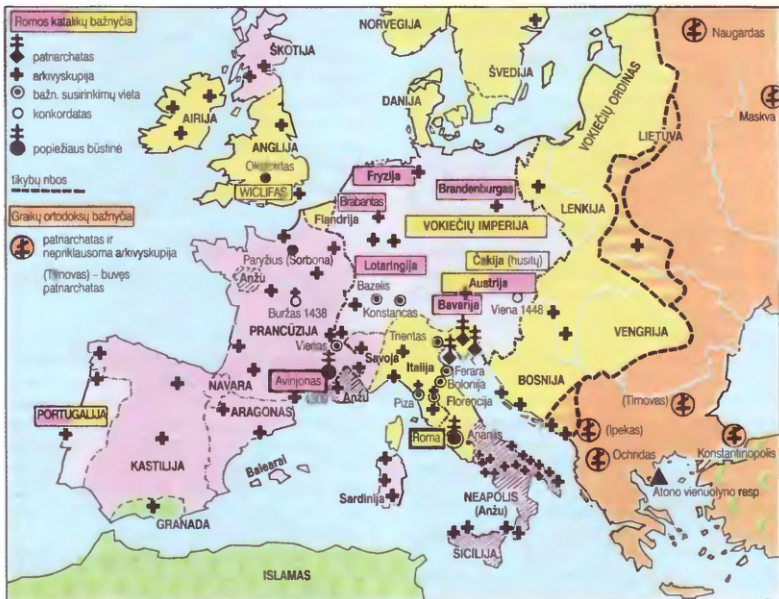 Romos katalikų bažnyčia
patriarchatas
arkivyskupija
bažn. susirinkimų vieta
konkordatas
popiežiaus būstinė
tikybų ribos
Graikų ortodoksų bažnyčia
patriarchatas ir
nepriklausoma arkivyskupija
(Tirnovas) – buvęs
patriarchatas
NORVEGIJA
ŠVEDIJA
Naugardas
ŠKOTIJA
DANIJA
VOKIEČIŲ ORDINAS
Maskva
AIRIJA
ANGLIJA
LIETUVA
Oksfordas
WICLIFAS
Fryzija
Brandenburgas
Brabantas
LENKIJA
Flandrija
VOKIEČIŲ IMPERIJA
Paryžius (Sorbona)
Lotaringija
Čekija (husitų)
Anžu
Bazelis
Austrija
Buržas 1438
Konstancas
Bavarija
Viena 1448
PRANCŪZIJA
VENGRIJA
Vienas
Savoja
Trientas
Italija
NAVARA
Avinjonas
Ferara
Bolonija
BOSNIJA
Anžu
Piza
Florencija
(Tirnovas)
PORTUGALIJA
ARAGONAS
Roma
Ananis
(Ipekas)
KASTILIJA
Ochridas
Konstantinopolis
Balearai
Sardinija
NEAPOLIS
(Anžu)
Atono vienuolyno resp
GRANADA
SICILIJA
ISLAMAS